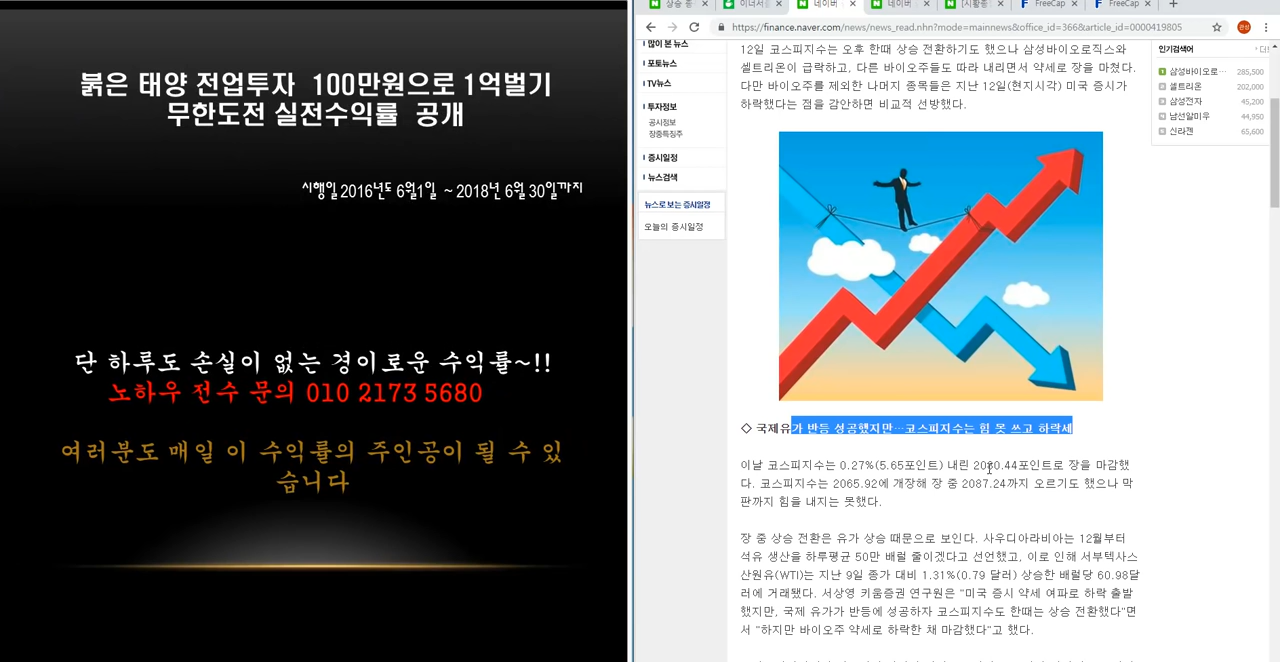 붉은 태양 전업투자 100만원으로 1억벌기
무한도전 실전수익률 공개
시행일 2016년도 6월1일 ~ 2018년 6월 30일까지
단 하루도 손실이 없는 경이로운 수익률~!!
노하우 전수 문의 010 2173 5680
여러분도 매일 이 수익률의 주인공이 될 수 있
습니다
상승 종
이너서클
네이버
네이버
[시황종
FreeCap
FreeCap
https://finance.naver.com/news/news_read.nhn?mode=mainnews&office_id=366&article_id=0000419805
많이 본 뉴스
포토뉴스
TV뉴스
투자정보
공시정보
장중특징주
증시일정
뉴스검색
뉴스로 보는 증시일정
오늘의 증시일정
12일 코스피지수는 오후 한때 상승 전환하기도 했으나 삼성바이오로직스와
셀트리온이 급락하고, 다른 바이오주들도 따라 내리면서 약세로 장을 마쳤다.
다만 바이오주를 제외한 나머지 종목들은 지난 12일(현지시각) 미국 증시가
하락했다는 점을 감안하면 비교적 선방했다.
◇ 국제유가 반등 성공했지만…코스피지수는 힘 못 쓰고 하락세
이날 코스피지수는 0.27%(5.65포인트) 내린 2080.44포인트로 장을 마감했
다. 코스피지수는 2065.92에 개장해 장 중 2087.24까지 오르기도 했으나 막
판까지 힘을 내지는 못했다.
장 중 상승 전환은 유가 상승 때문으로 보인다. 사우디아라비아는 12월부터
석유 생산을 하루평균 50만 배럴 줄이겠다고 선언했고, 이로 인해 서부텍사스
산원유(WTI)는 지난 9일 종가 대비 1.31%(0.79 달러) 상승한 배럴당 60.98달
러에 거래됐다. 서상영 키움증권 연구원은 "미국 증시 약세 여파로 하락 출발
했지만, 국제 유가가 반등에 성공하자 코스피지수도 한때는 상승 전환했다"면
서 "하지만 바이오주 약세로 하락한 채 마감했다"고 했다.
인기검색어
1 삼성바이오로… 285,500
2 셀트리온 202,000
3 삼성전자 45,200
4 남선알미우 44,950
5 신라젠 65,600